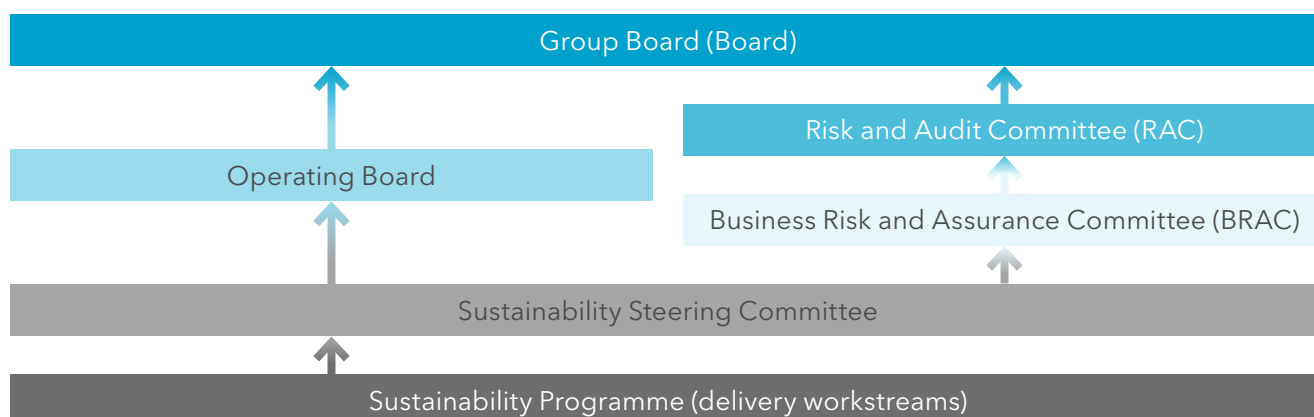 Group Board (Board)
Risk and Audit Committee (RAC)
Operating Board
Business Risk and Assurance Committee (BRAC)
Sustainability Steering Committee
Sustainability Programme (delivery workstreams)